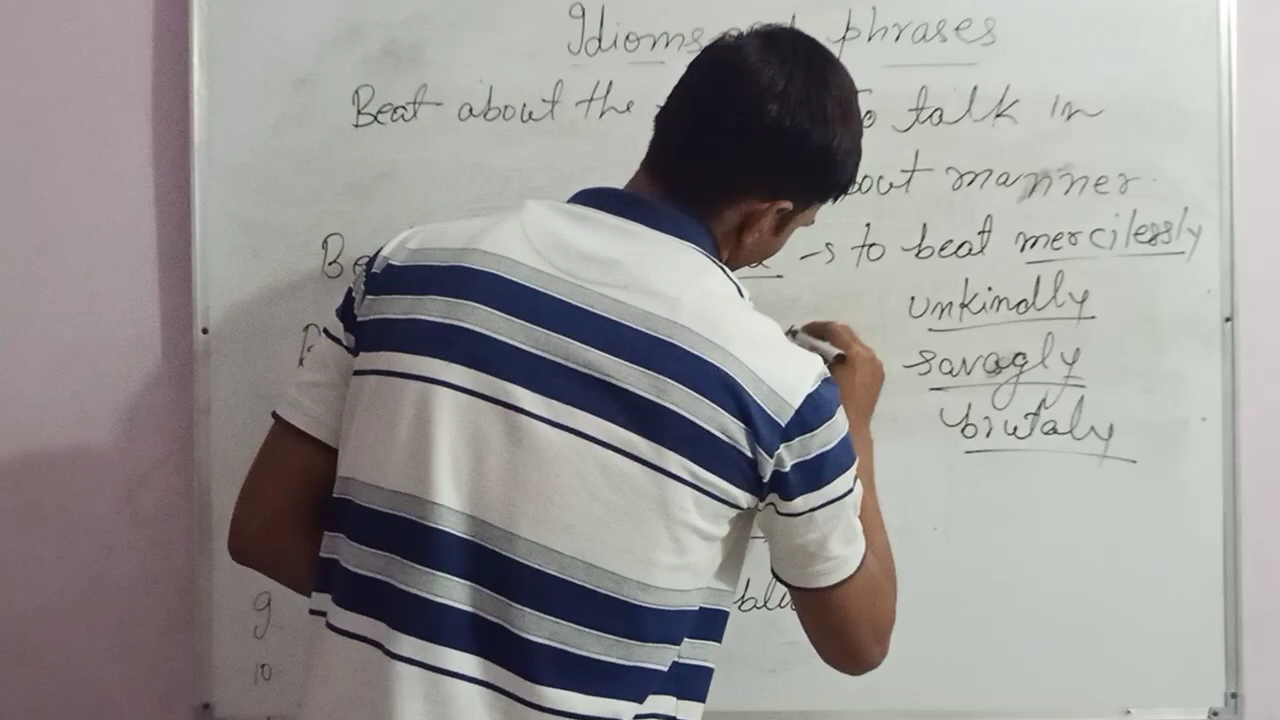 Idioms phrases
Beat about the To talk in
about manner
Be -s to beat mercilessly
unkindly
savagly
brutaly
9
10